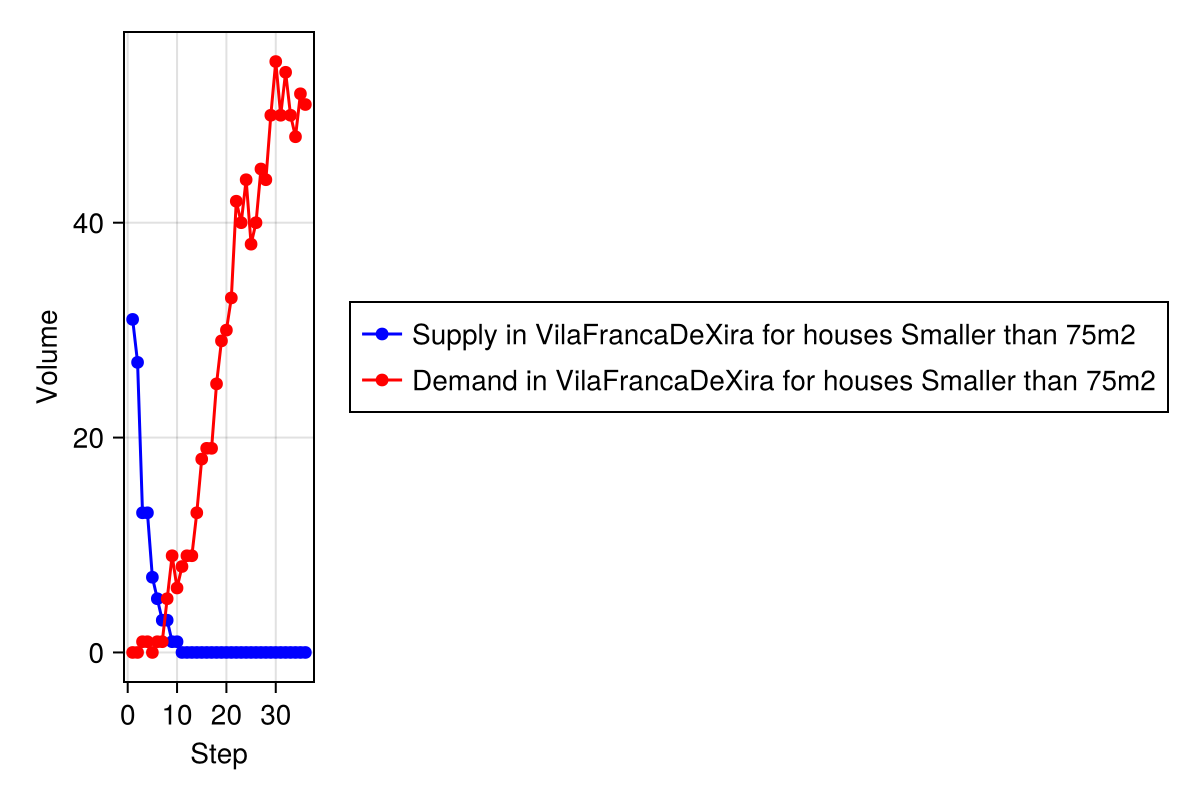 Volume
40
20
0
0 10 20 30
Step
Supply in VilaFrancaDeXira for houses Smaller than 75m2
Demand in VilaFrancaDeXira for houses Smaller than 75m2